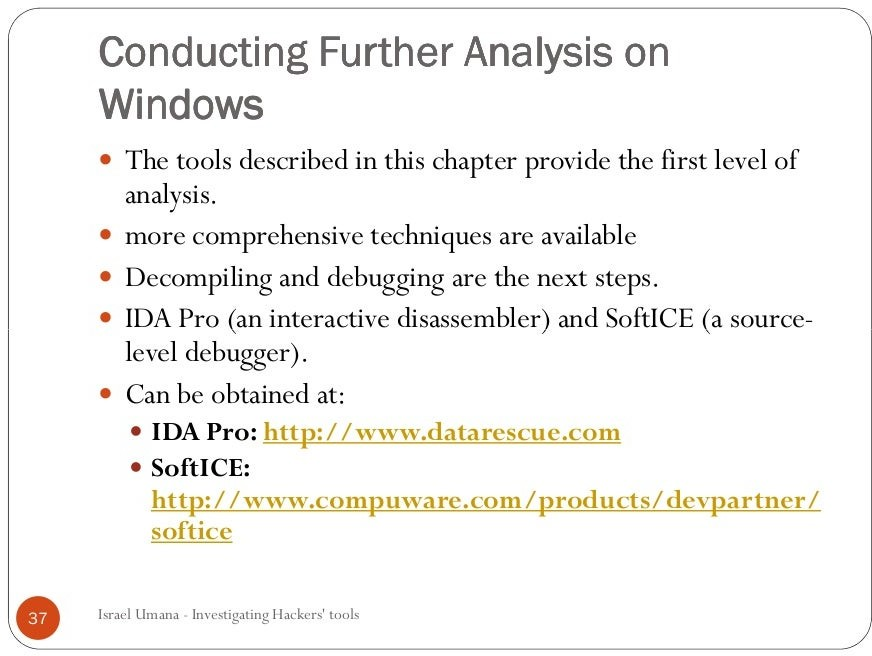 Conducting Further Analysis on
Windows
• The tools described in this chapter provide the first level of
analysis.
• more comprehensive techniques are available
• Decompiling and debugging are the next steps.
• IDA Pro (an interactive disassembler) and SoftICE (a source-
level debugger).
• Can be obtained at:
• IDA Pro: http://www.datarescue.com
• SoftICE:
http://www.compuware.com/products/devpartner/
softice
37 Israel Umana - Investigating Hackers' tools